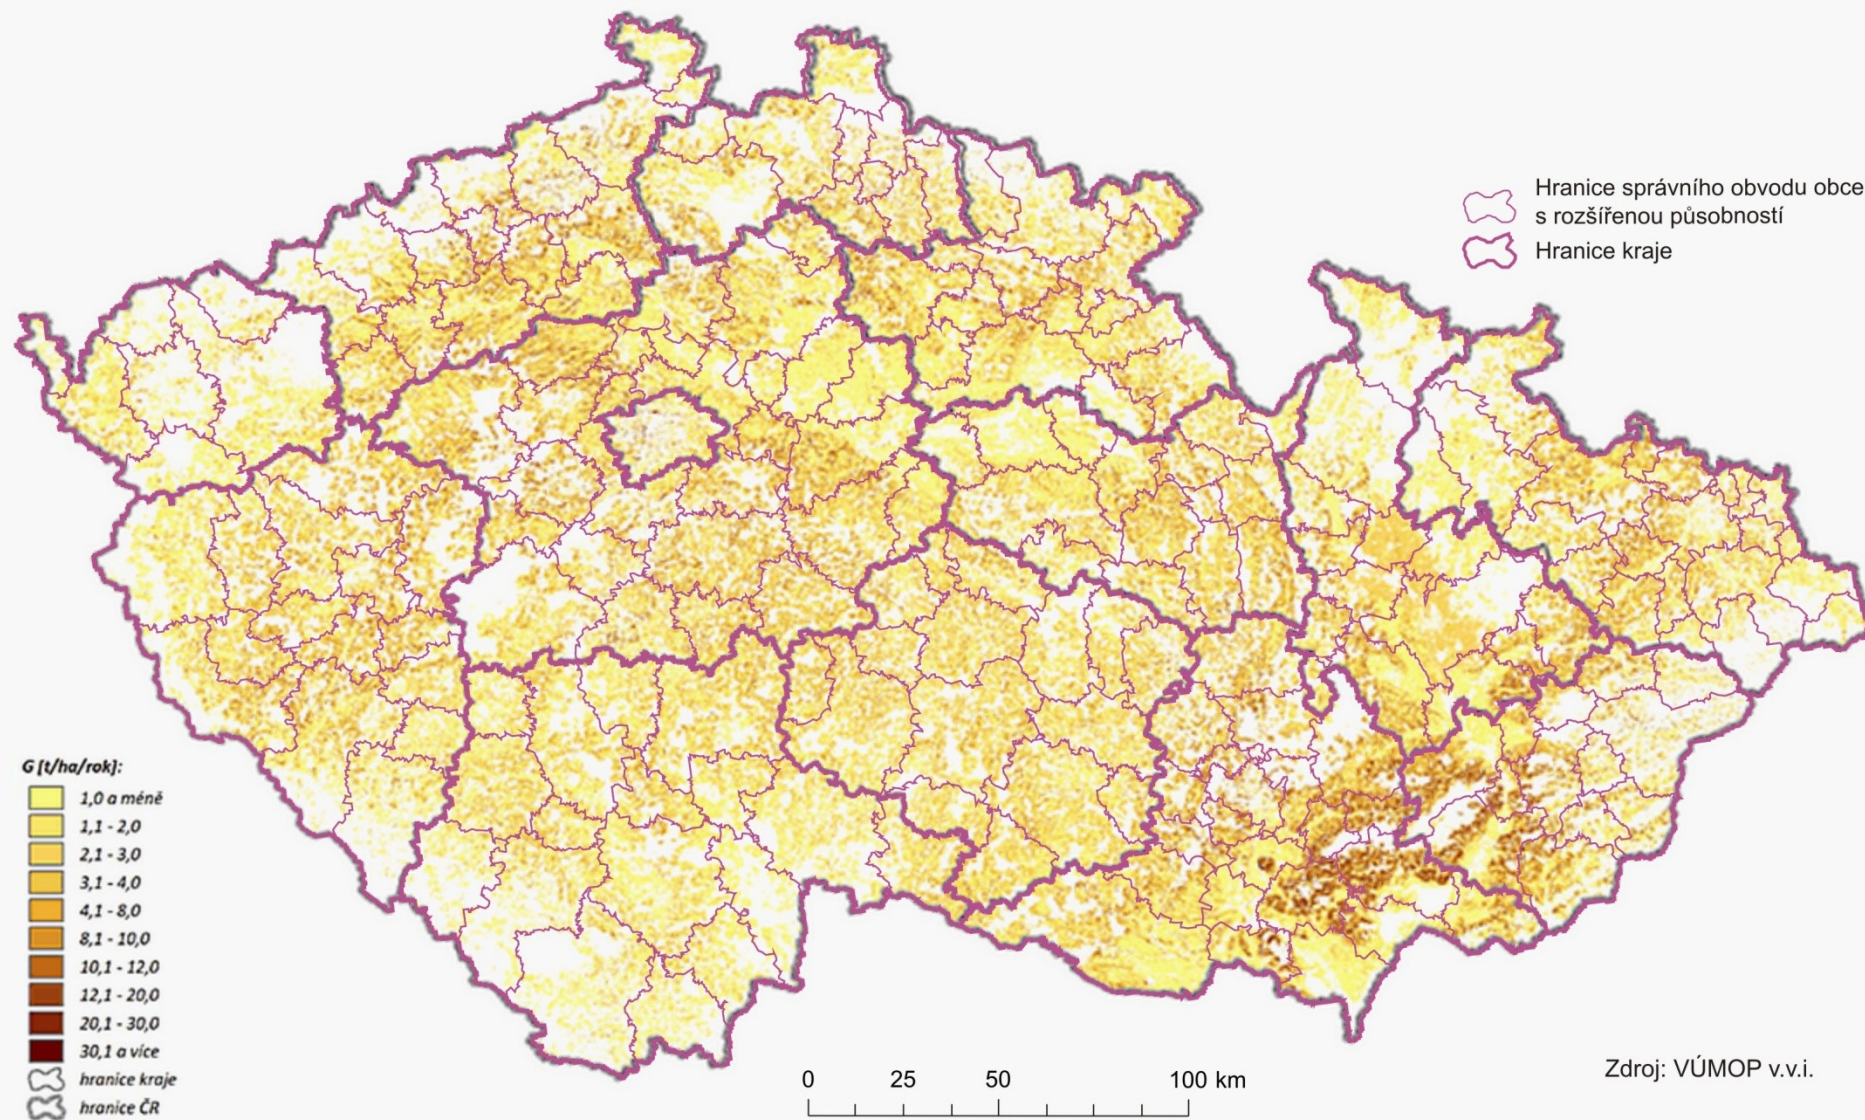 Hranice správního obvodu obce
s rozšířenou působností
Hranice kraje
G [t/ha/rok]:
1,0 a méně
1,1 - 2,0
2,1 - 3,0
3,1 - 4,0
4,1 - 8,0
8,1 - 10,0
10,1 - 12,0
12,1 - 20,0
20,1 - 30,0
30,1 a více
hranice kraje
hranice ČR
0 25 50 100 km
Zdroj: VÚMOP v.v.i.